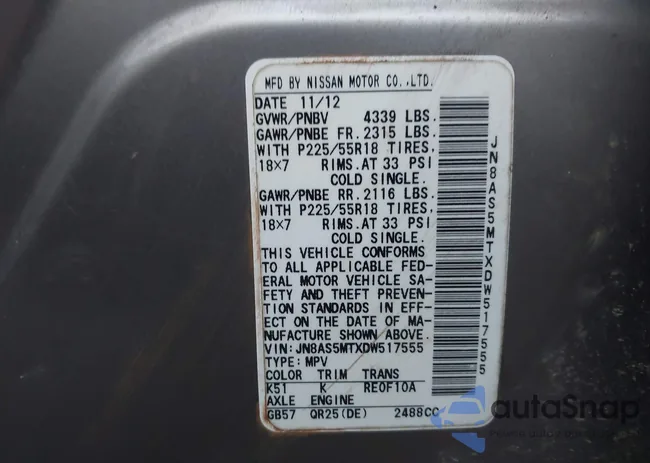 MFD BY NISSAN MOTOR CO.,LTD.
DATE 11/12
GVWR/PNBV 4339 LBS.
GAWR/PNBE FR. 2315 LBS.
WITH P225/55R18 TIRES,
18×7 RIMS. AT 33 PSI
COLD SINGLE.
GAWR/PNBE RR. 2116 LBS.
WITH P225/55R18 TIRES,
18×7 RIMS. AT 33 PSI
COLD SINGLE.
THIS VEHICLE CONFORMS
TO ALL APPLICABLE FED-
ERAL MOTOR VEHICLE SA-
FETY AND THEFT PREVEN-
TION STANDARDS IN EFF-
ECT ON THE DATE OF MA-
NUFACTURE SHOWN ABOVE.
VIN:JN8AS5MTXDW517555
TYPE: MPV
COLOR TRIM TRANS
K51 K RE0F10A
AXLE ENGINE
GB57 QR25(DE) 2488CC
JN8AS5MTXDW517555
autoSnap